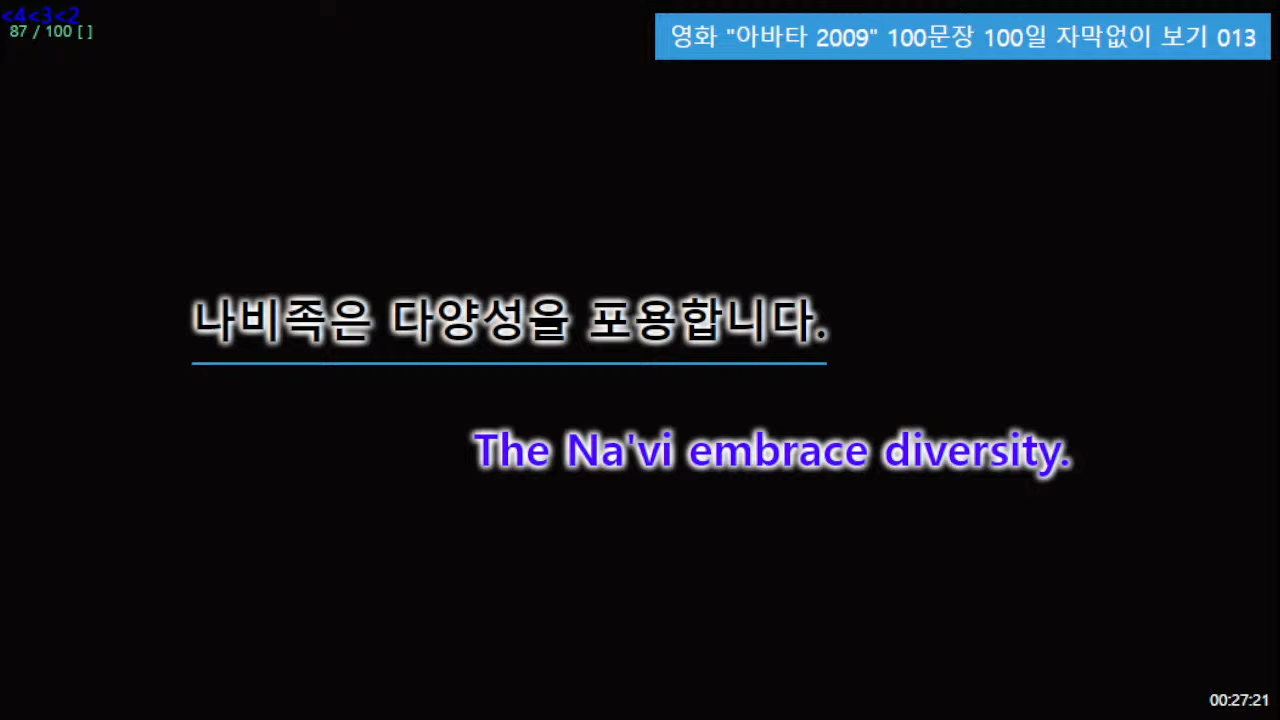 <4<3<2
87 / 100 [ ]
영화 "아바타 2009" 100문장 100일 자막없이 보기 013
나비족은 다양성을 포용합니다.
The Na'vi embrace diversity.
00:27:21